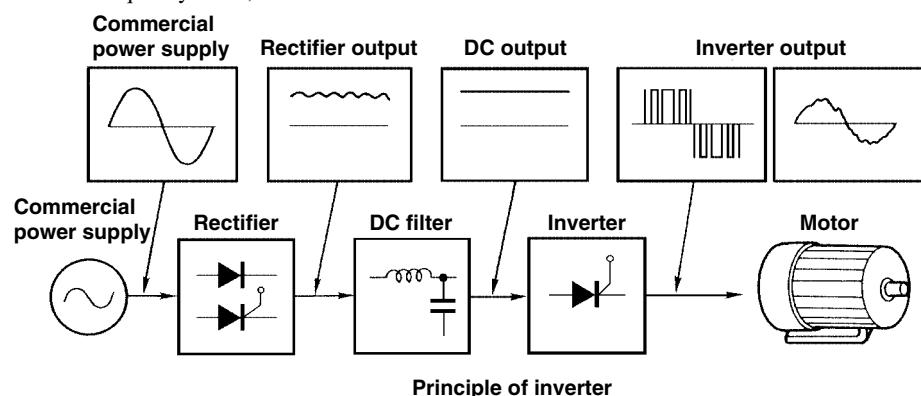 Commercial
power supply
Rectifier output
DC output
Inverter output
Commercial
power supply
Rectifier
DC filter
Inverter
Motor
Principle of inverter